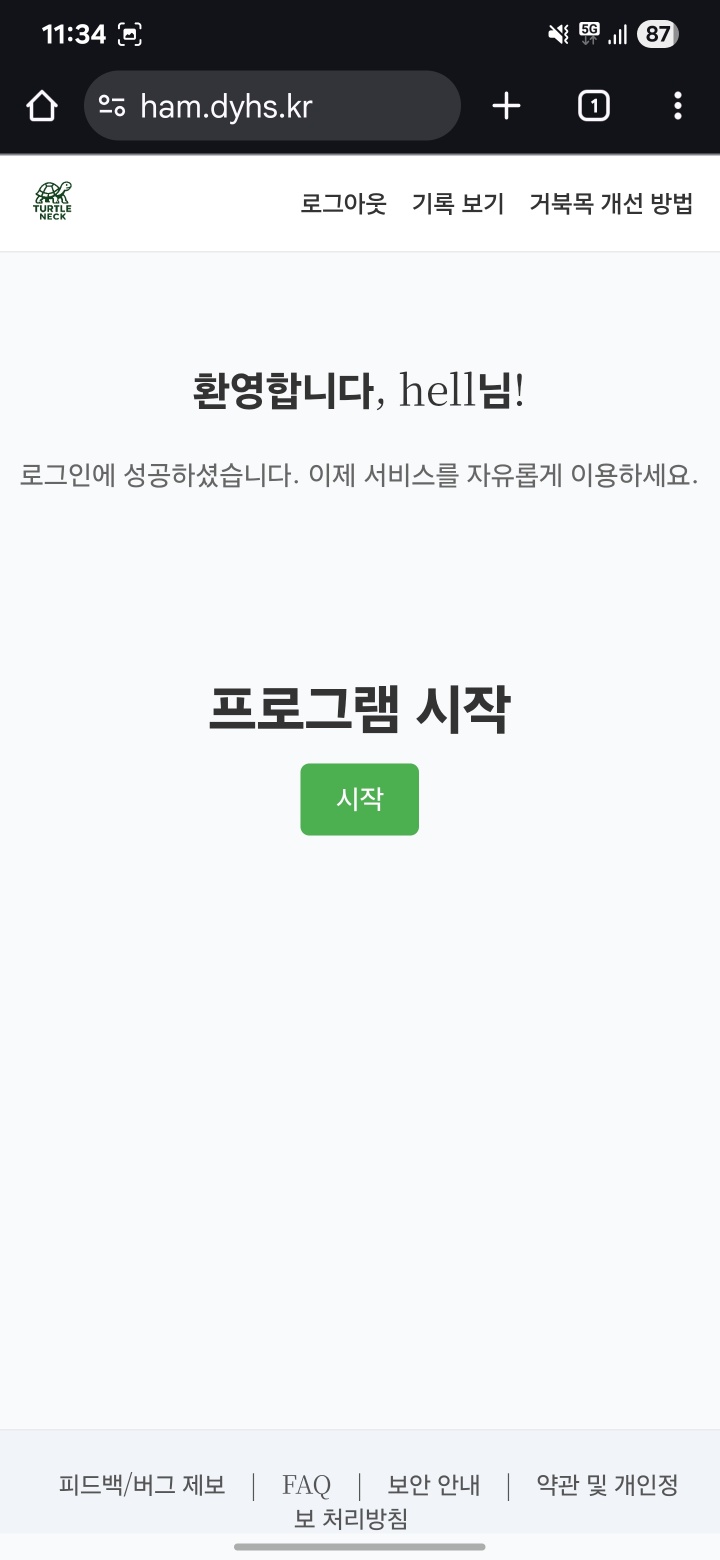 11:34
5G
87
ham.dyhs.kr
1
TURTLE
NECK
로그아웃 기록 보기 거북목 개선 방법
환영합니다, hell님!
로그인에 성공하셨습니다. 이제 서비스를 자유롭게 이용하세요.
프로그램 시작
시작
피드백/버그 제보 | FAQ | 보안 안내 | 약관 및 개인정
보 처리방침